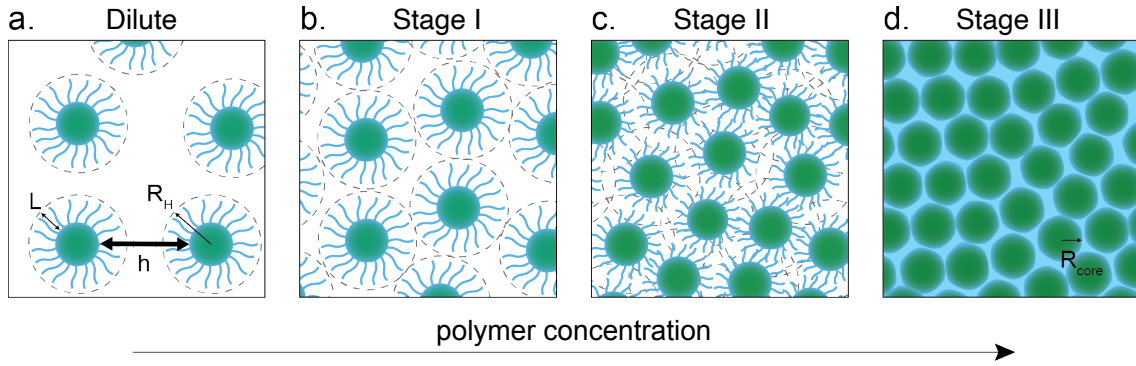 a. Dilute
b. Stage I
c. Stage II
d. Stage III
L
R_H
h
R_core
polymer concentration